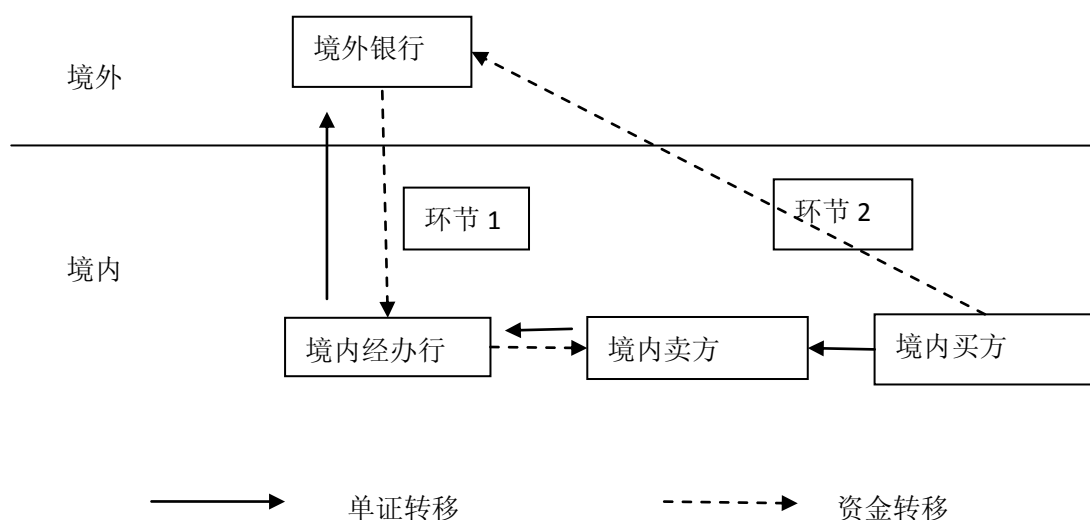 境外银行
境外
环节 1
环节 2
境内
境内经办行
境内卖方
境内买方
单证转移
资金转移